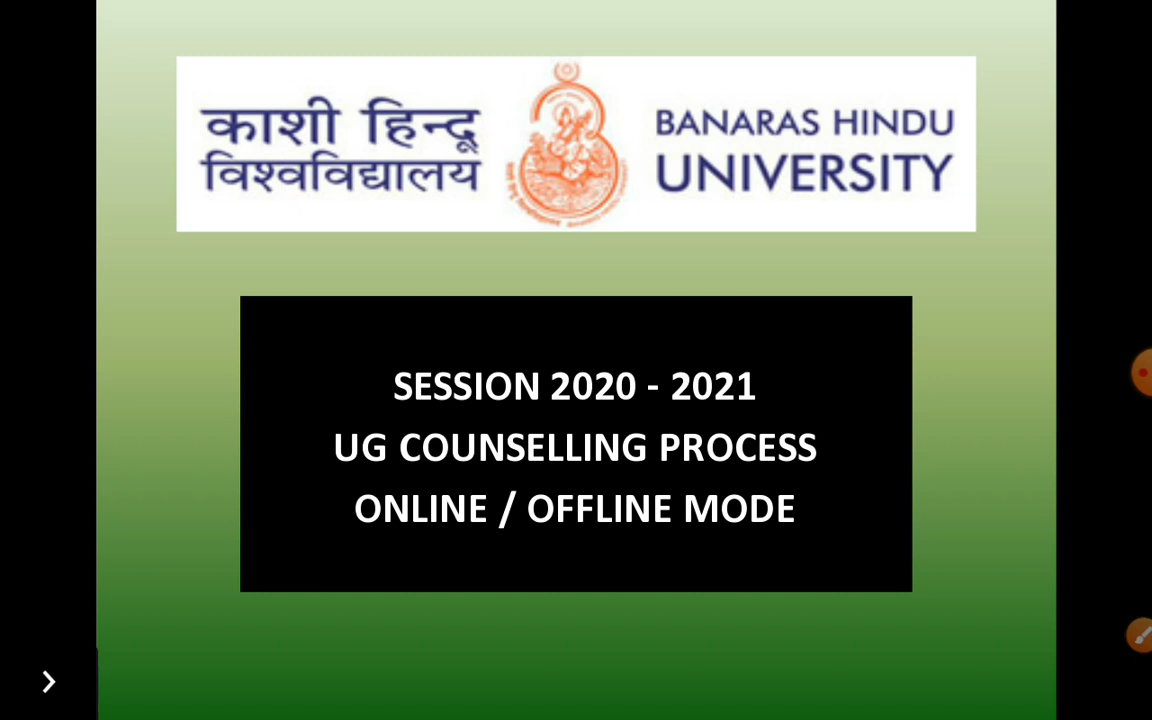 काशी हिन्दू
विश्वविद्यालय
BANARAS HINDU
UNIVERSITY
SESSION 2020 - 2021
UG COUNSELLING PROCESS
ONLINE / OFFLINE MODE